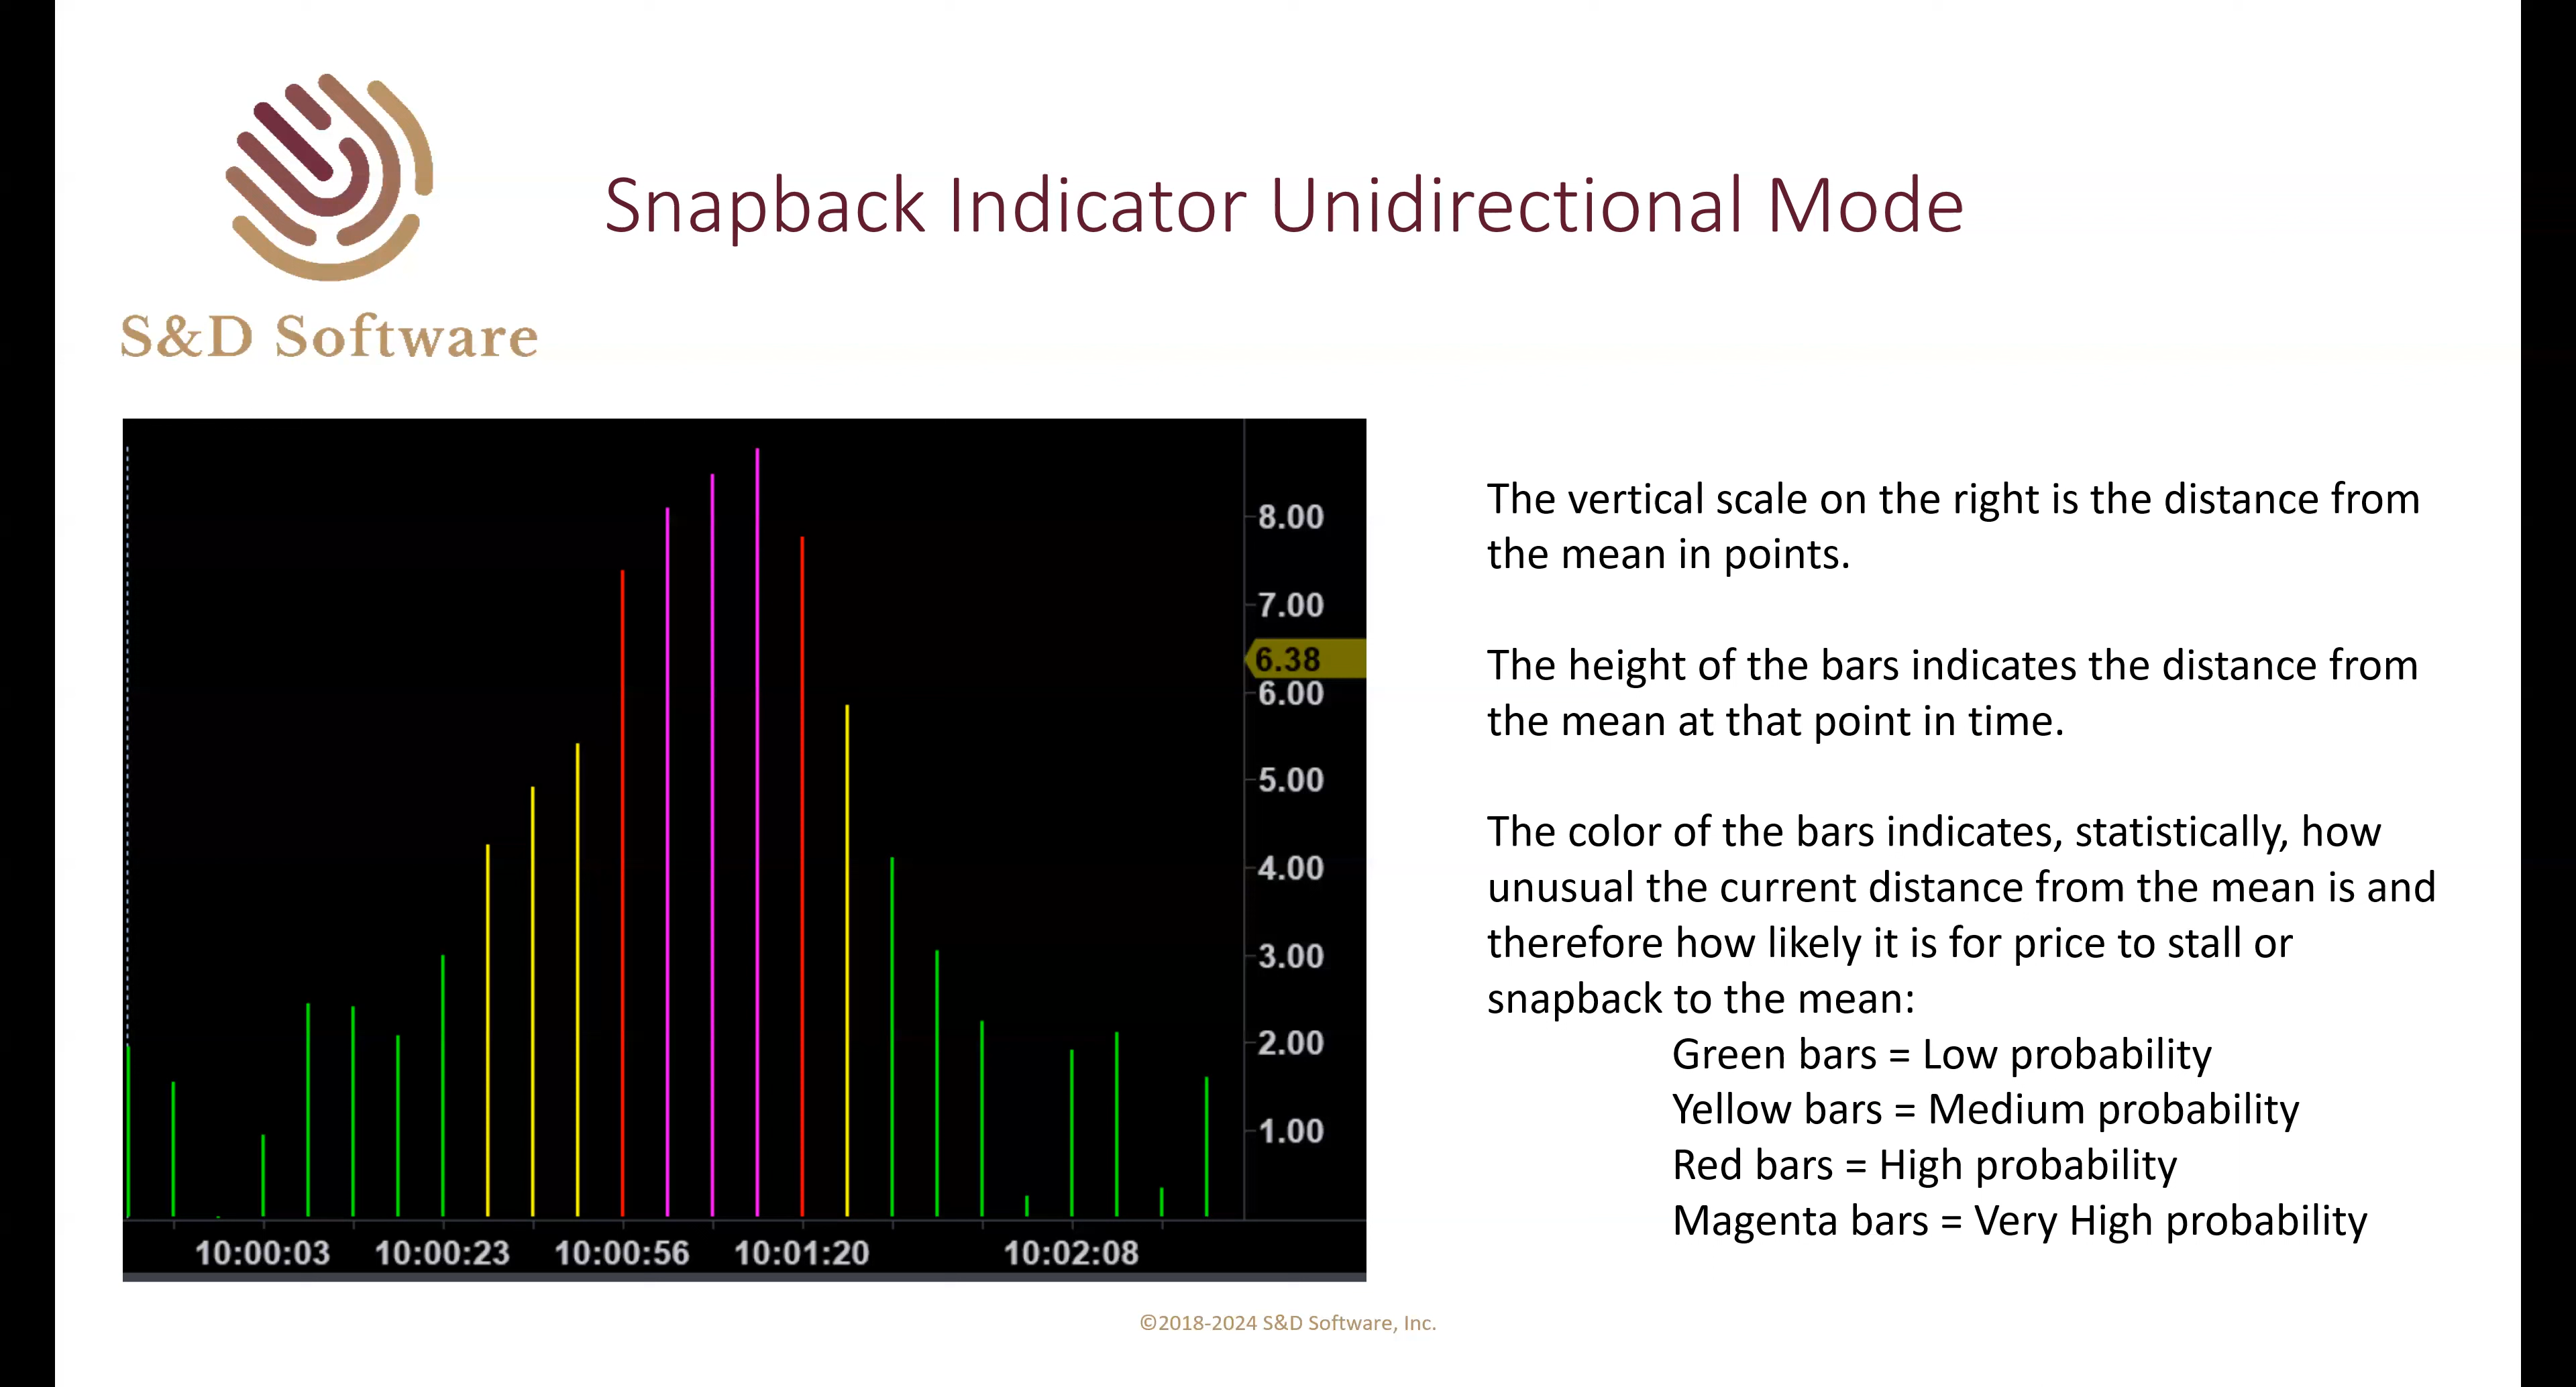 Snapback Indicator Unidirectional Mode
S&D Software
8.00
7.00
6.38
6.00
5.00
4.00
3.00
2.00
1.00
10:00:03 10:00:23 10:00:56 10:01:20 10:02:08
The vertical scale on the right is the distance from
the mean in points.
The height of the bars indicates the distance from
the mean at that point in time.
The color of the bars indicates, statistically, how
unusual the current distance from the mean is and
therefore how likely it is for price to stall or
snapback to the mean:
Green bars = Low probability
Yellow bars = Medium probability
Red bars = High probability
Magenta bars = Very High probability
©2018-2024 S&D Software, Inc.